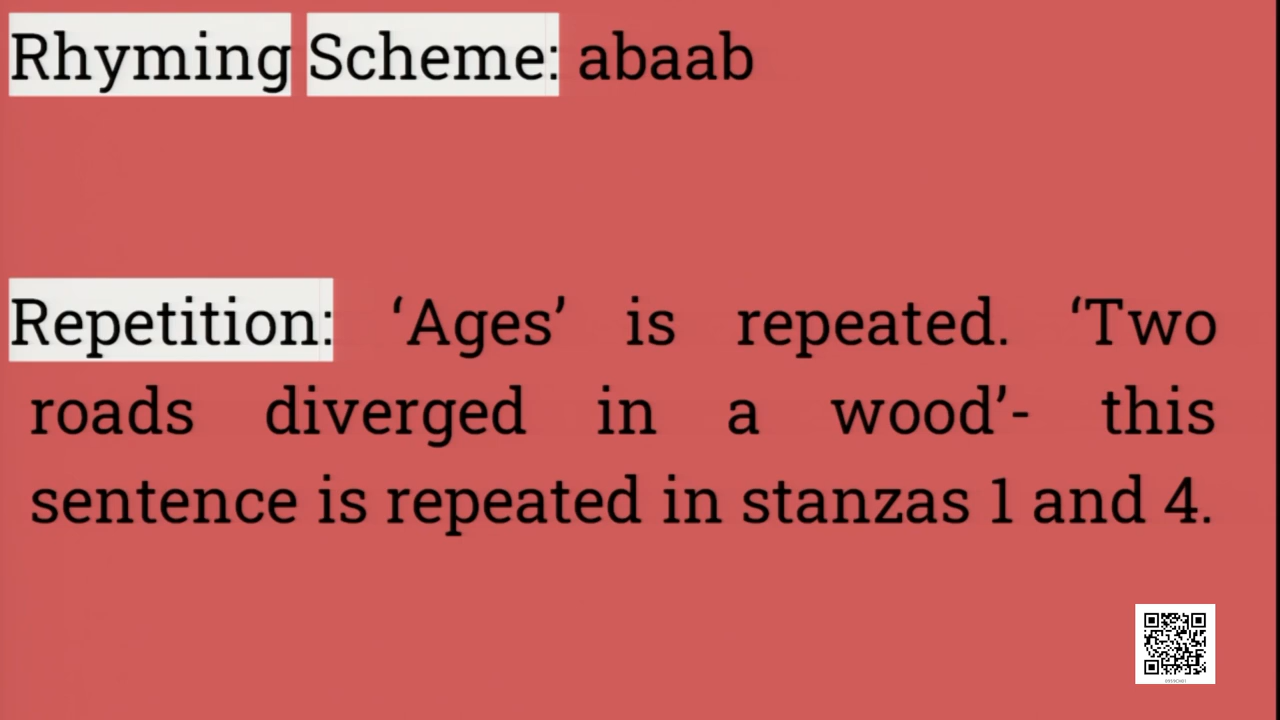 Rhyming Scheme: abaab
Repetition: ‘Ages’ is repeated. ‘Two
roads diverged in a wood’- this
sentence is repeated in stanzas 1 and 4.